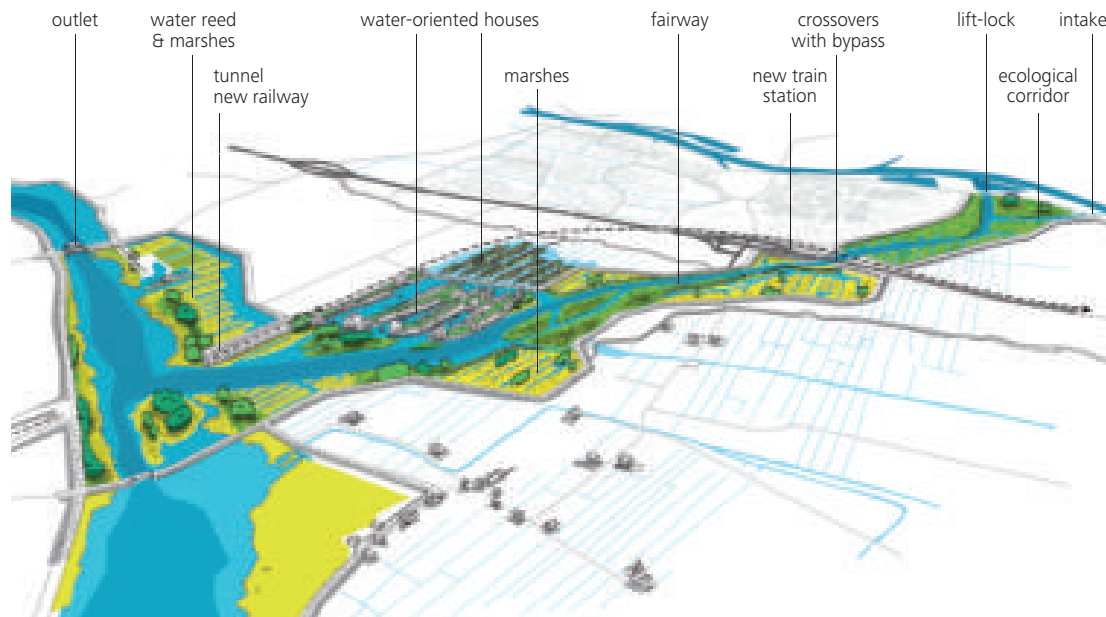 outlet
water reed
& marshes
tunnel
new railway
water-oriented houses
marshes
fairway
new train
station
crossovers
with bypass
lift-lock
ecological
corridor
intake